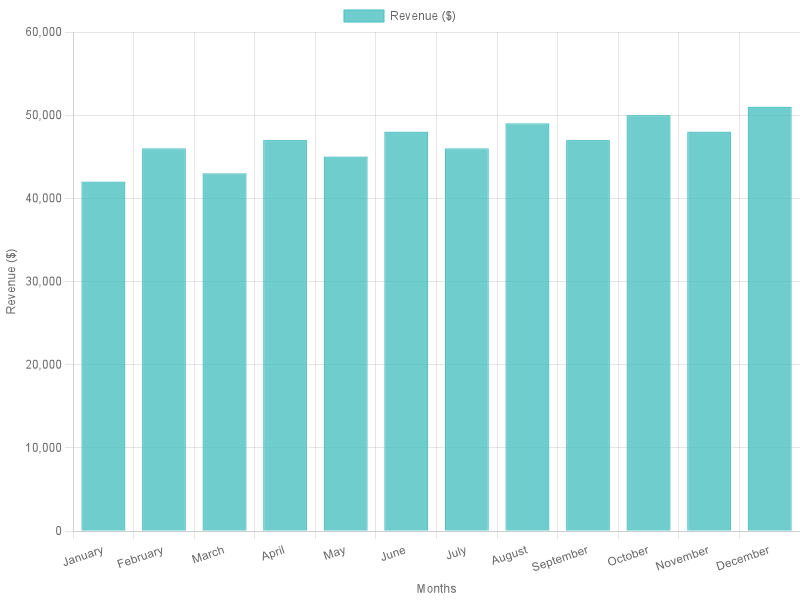 Revenue ($)
60,000
50,000
40,000
30,000
20,000
10,000
0
Revenue ($)
January
February
March
April
May
June
July
August
September
October
November
December
Months